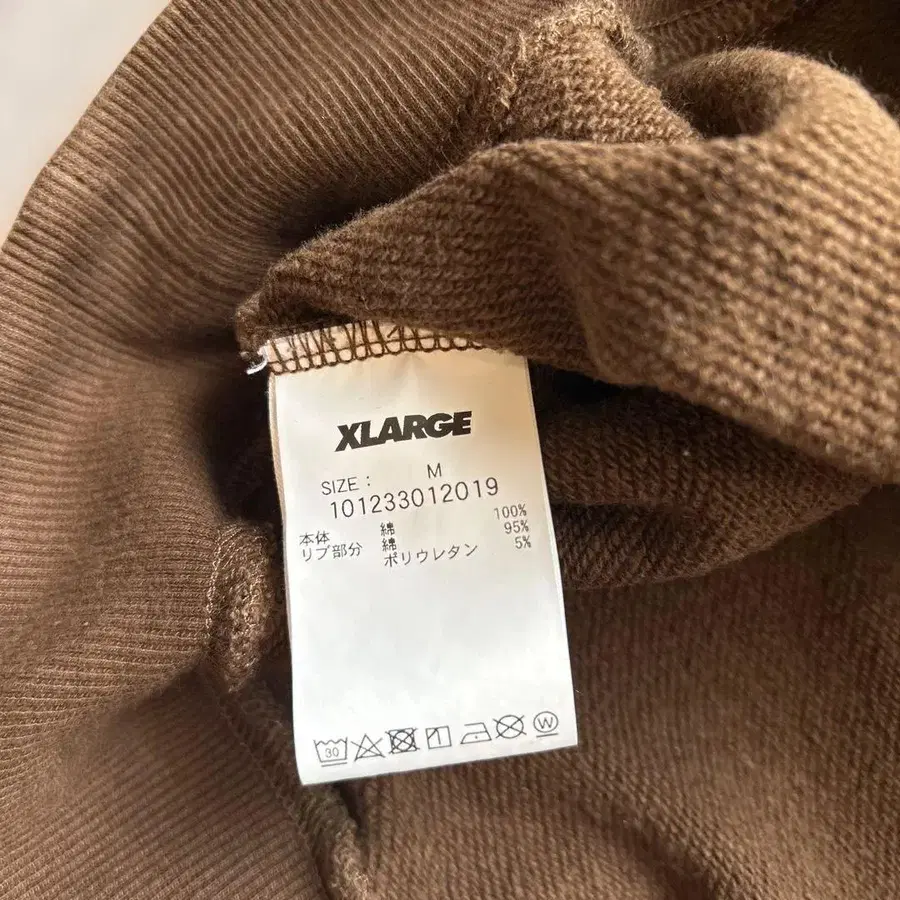 XLARGE
SIZE: M
101233012019
本体 綿 100%
リブ部分 綿 95%
ポリウレタン 5%
30
W